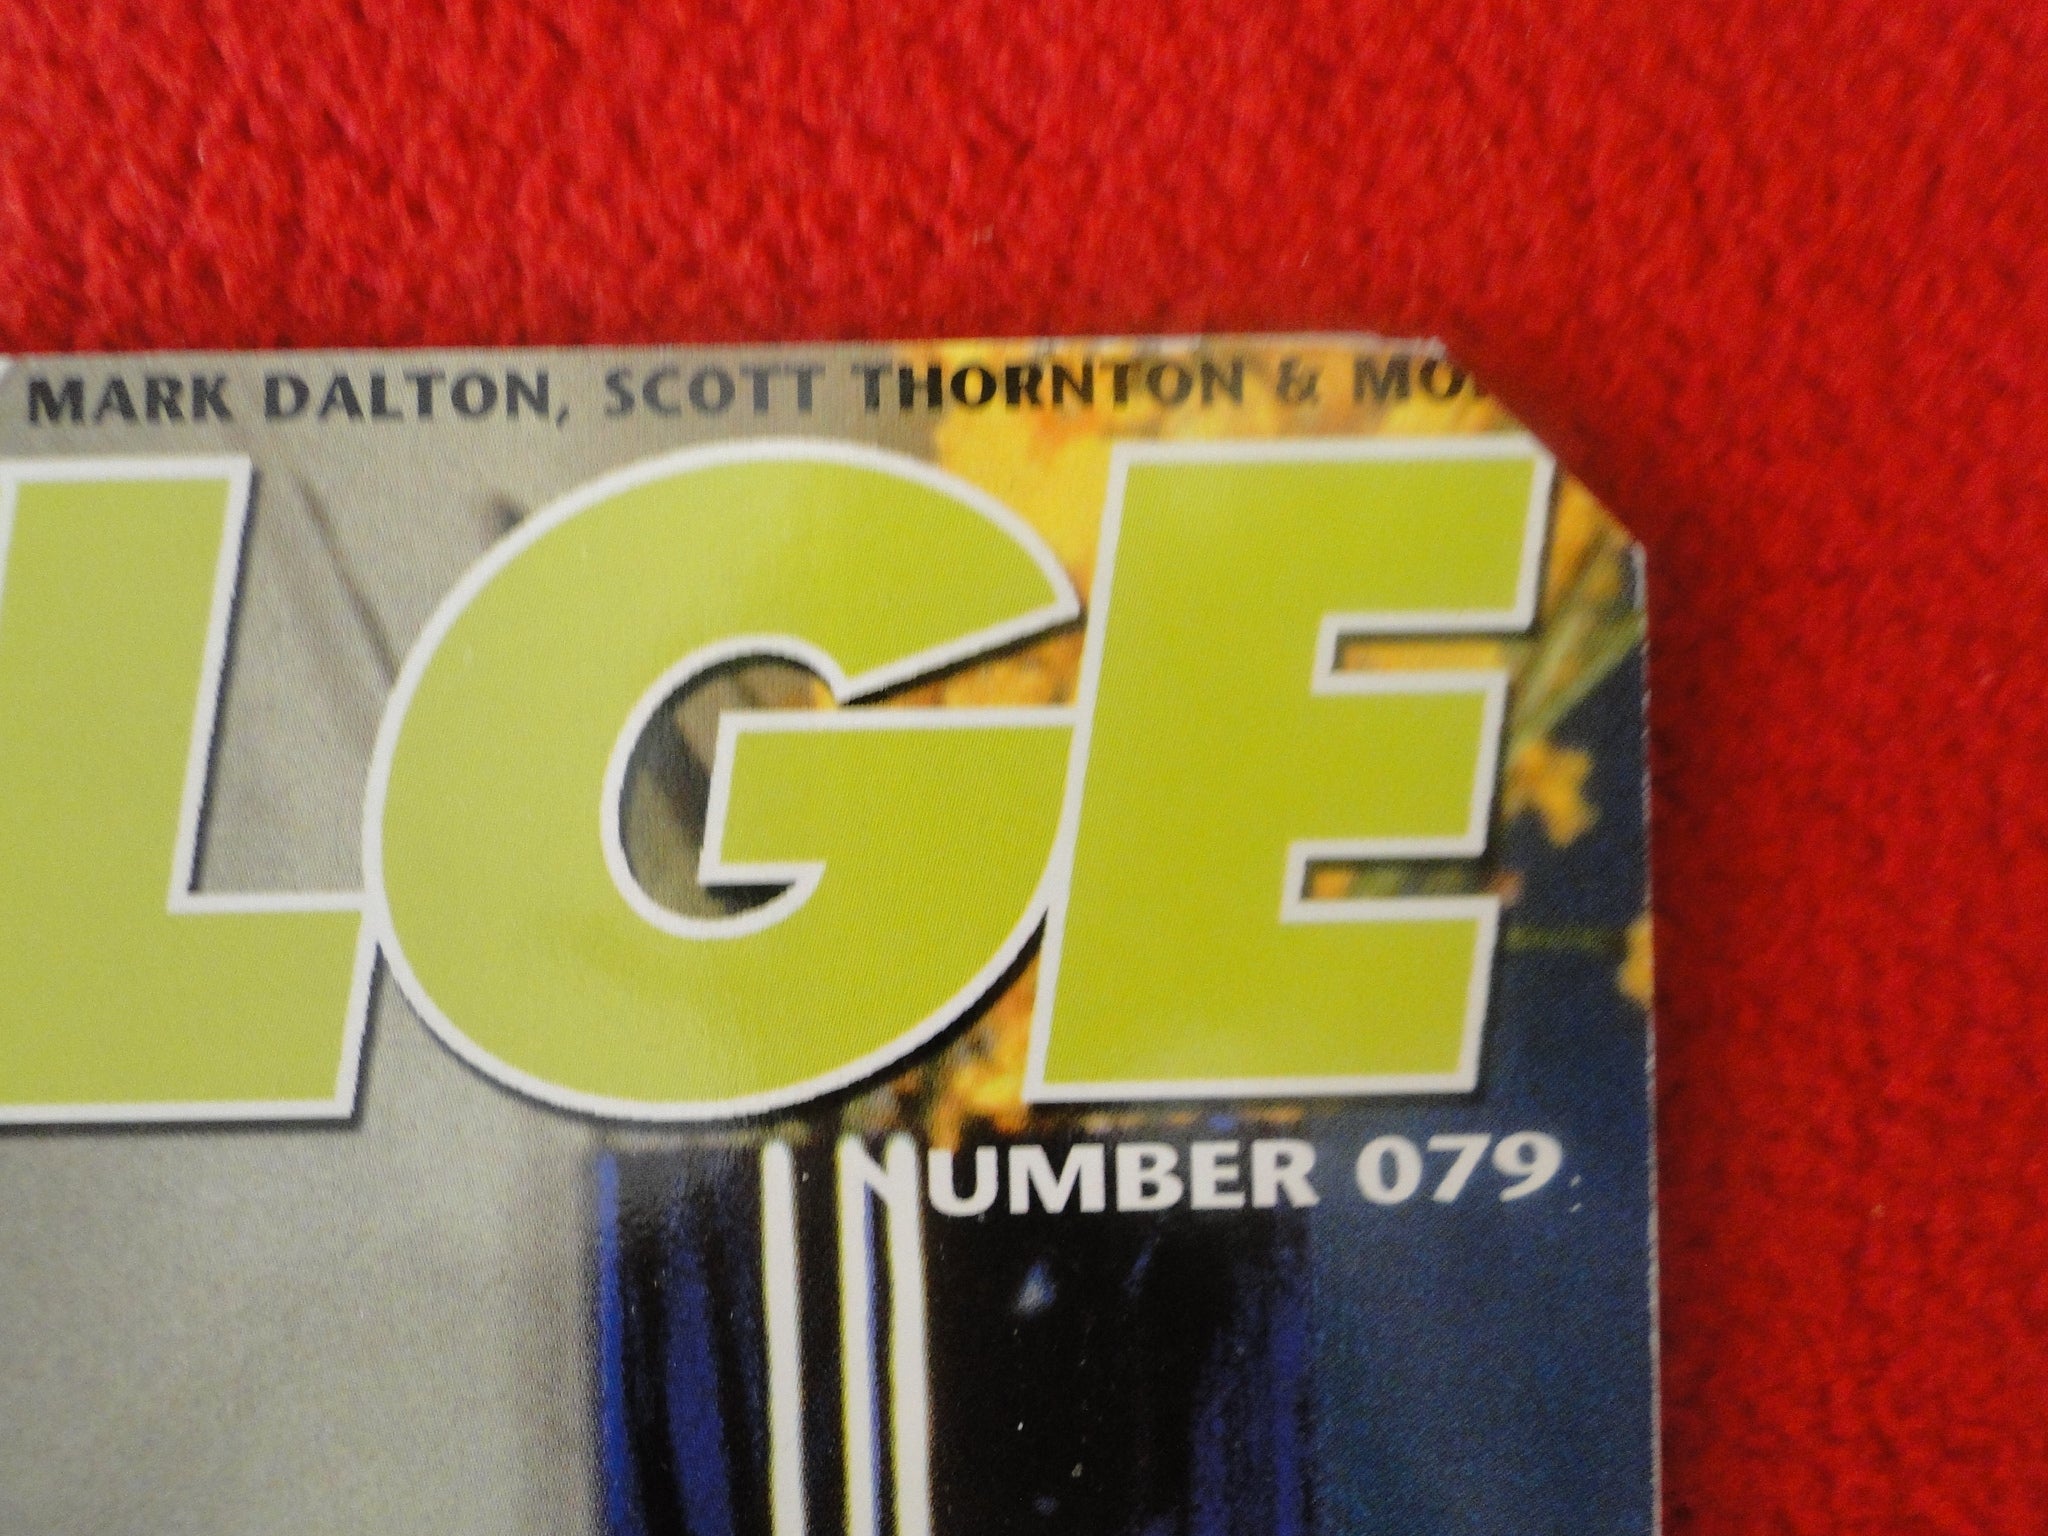 MARK DALTON, SCOTT THORNTON &
LGE
NUMBER 079